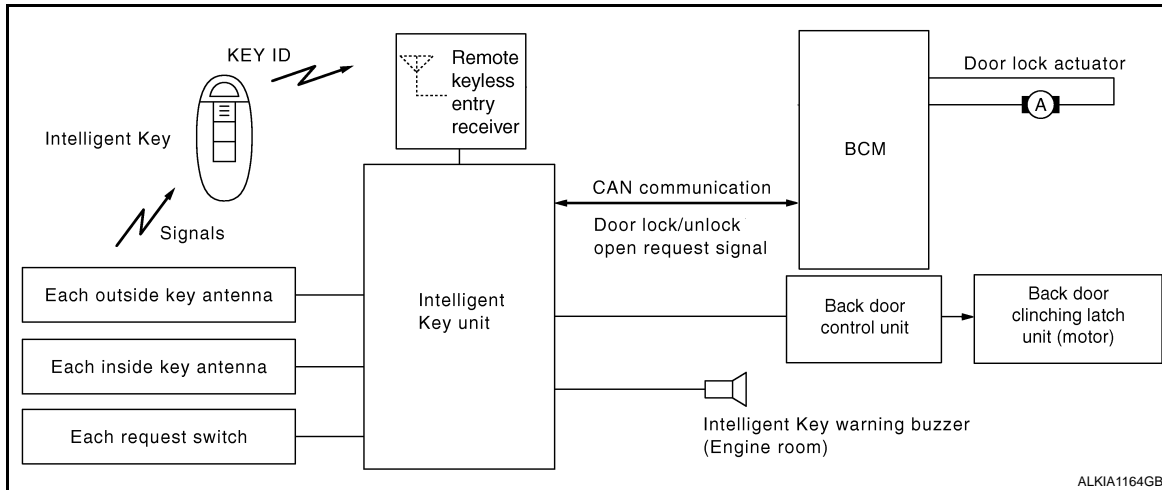 KEY ID
Intelligent Key
Signals
Remote
keyless
entry
receiver
Each outside key antenna
Each inside key antenna
Each request switch
Intelligent
Key unit
CAN communication
Door lock/unlock
open request signal
BCM
Door lock actuator
A
Back door
control unit
Back door
clinching latch
unit (motor)
Intelligent Key warning buzzer
(Engine room)
ALKIA1164GB